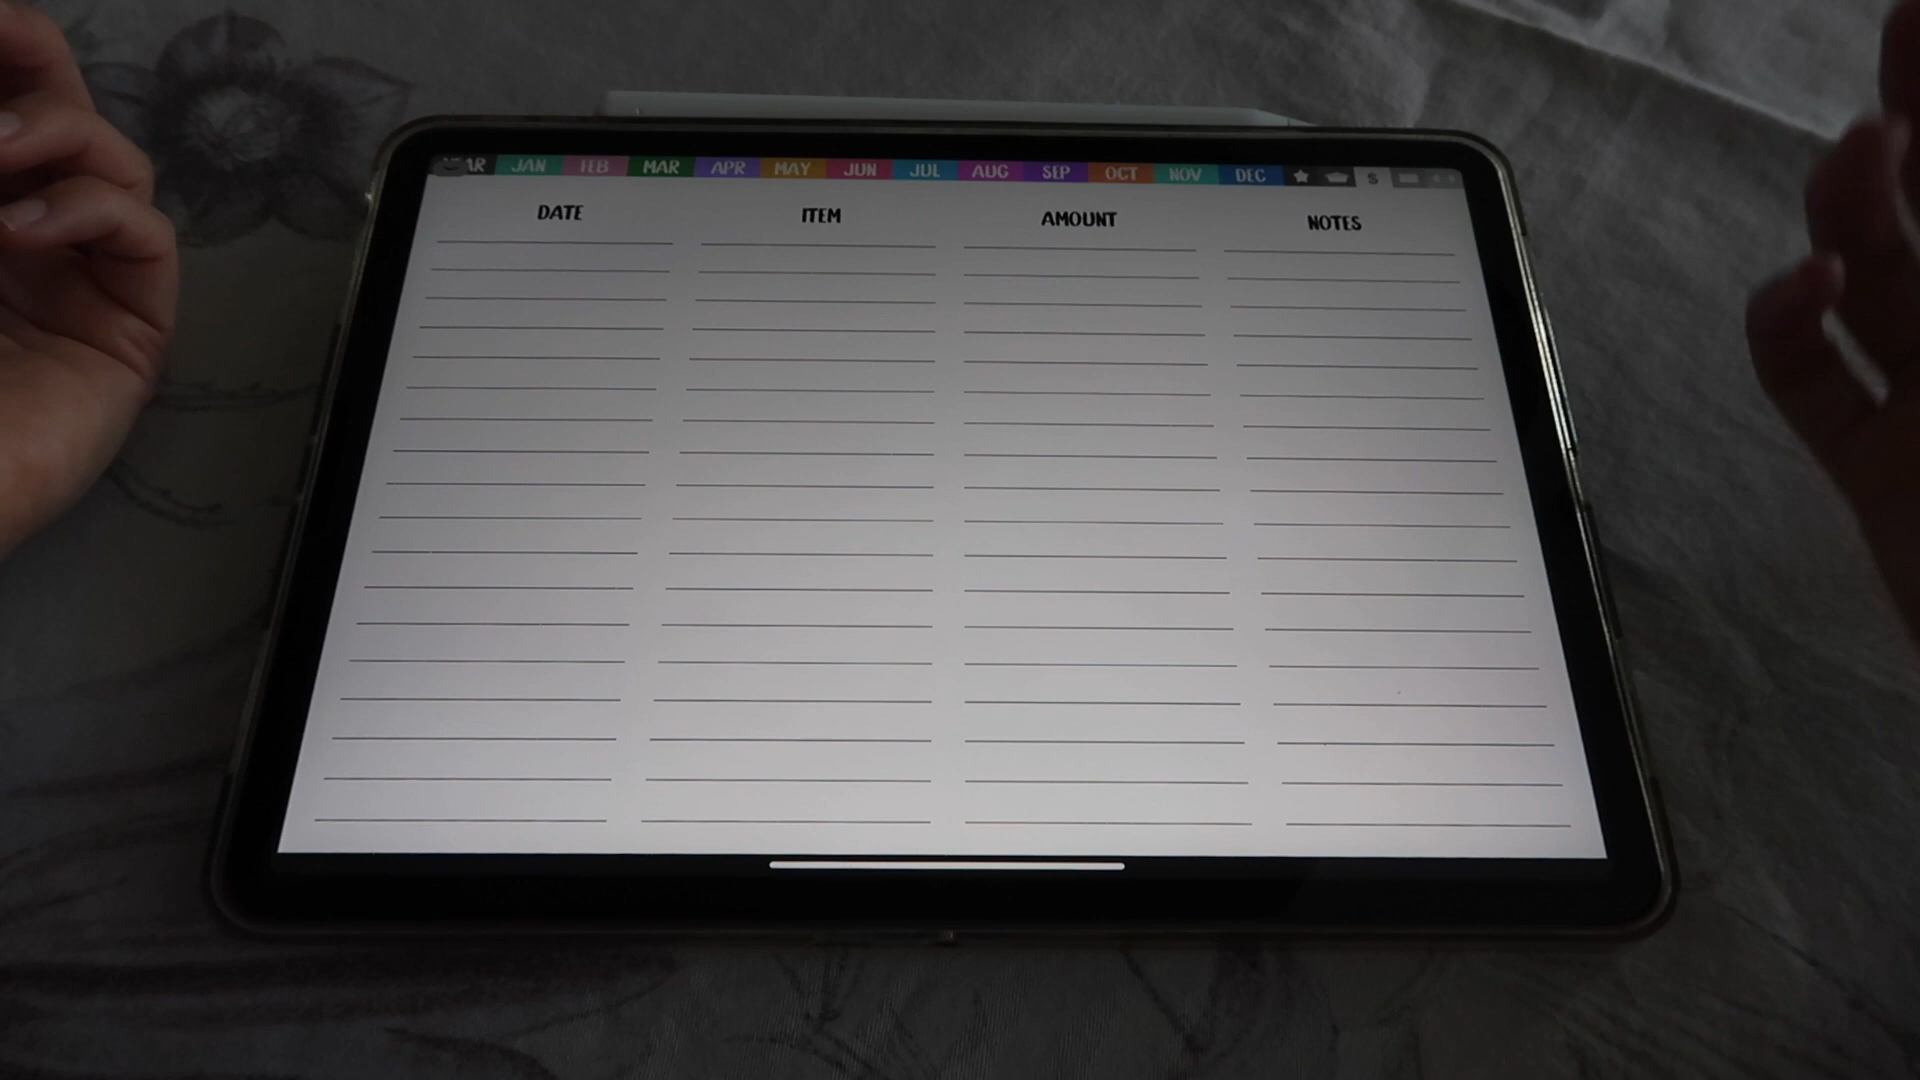 JAN FEB MAR APR MAY JUN JUL AUG SEP OCT NOV DEC $
DATE ITEM AMOUNT NOTES